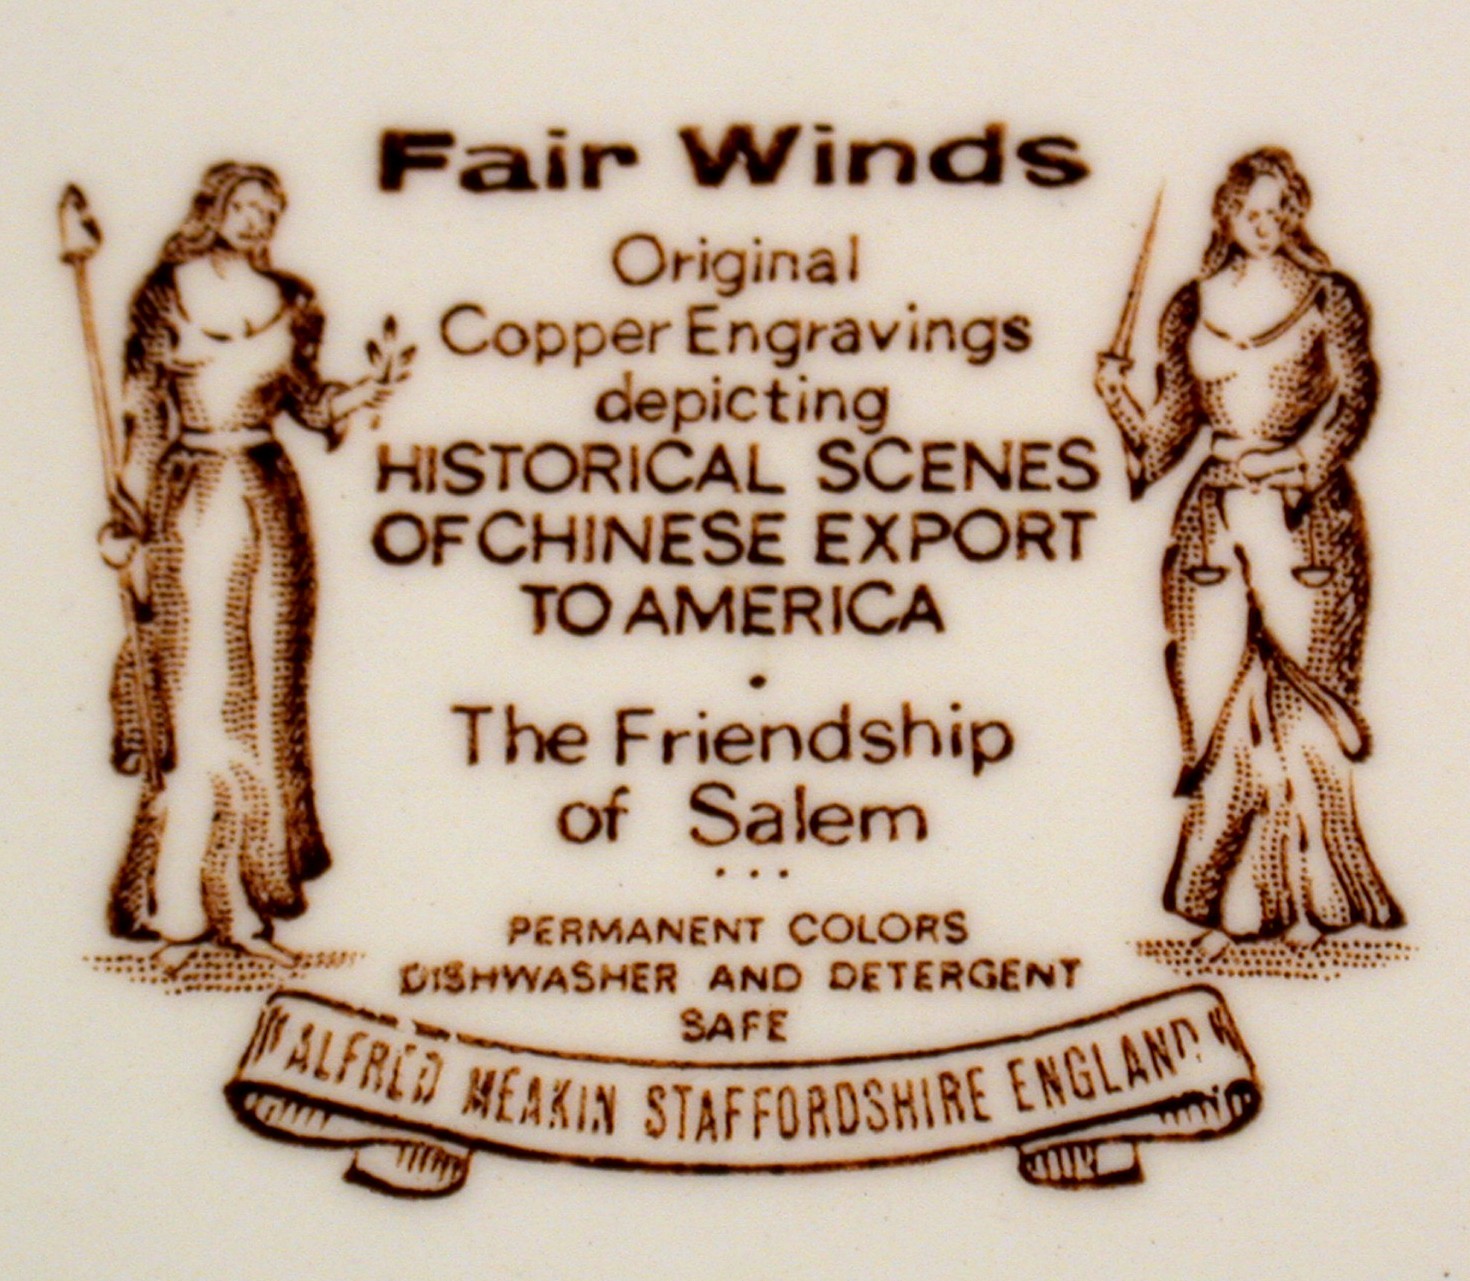 Fair Winds
Original
Copper Engravings
depicting
HISTORICAL SCENES
OF CHINESE EXPORT
TO AMERICA
•
The Friendship
of Salem
...
PERMANENT COLORS
DISHWASHER AND DETERGENT
SAFE
ALFRED MEAKIN STAFFORDSHIRE ENGLAND